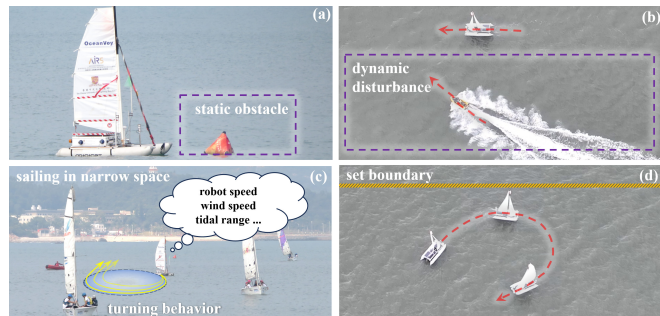 (a)
OceanVoy
static obstacle
(b)
dynamic
disturbance
sailing in narrow space
(c)
robot speed
wind speed
tidal range ...
turning behavior
set boundary
(d)